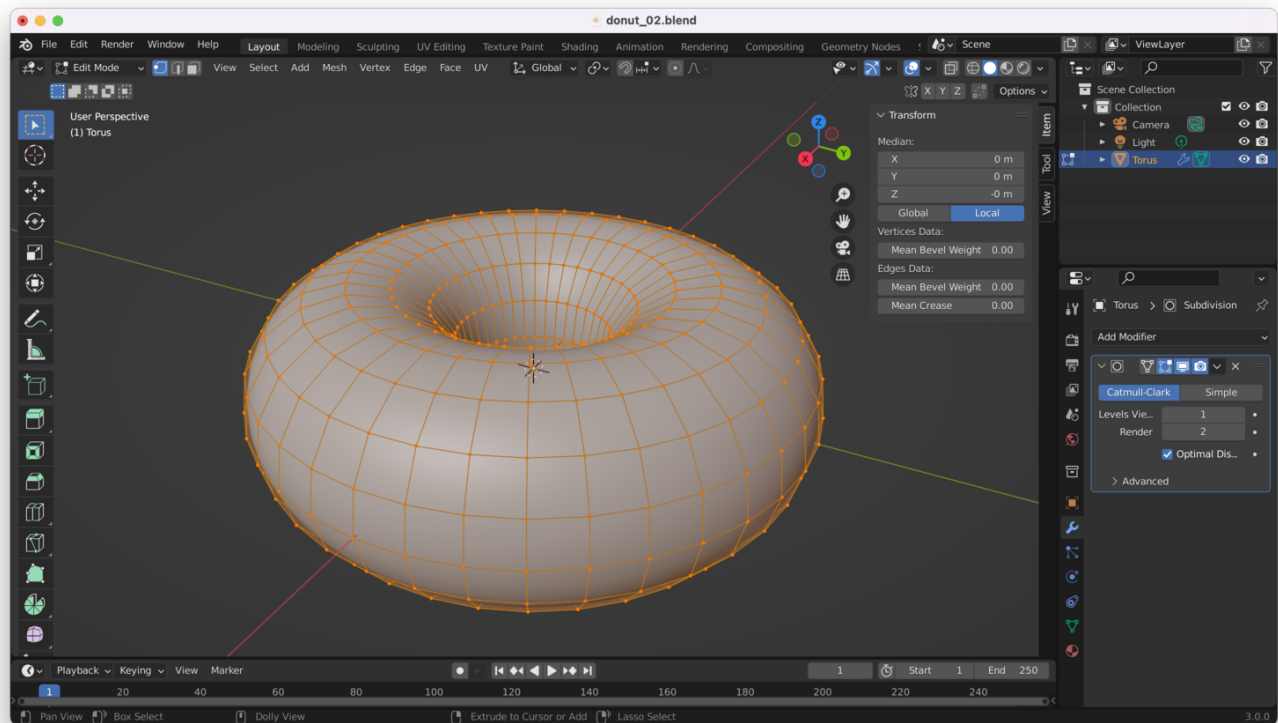 donut_02.blend
File Edit Render Window Help Layout Modeling Sculpting UV Editing Texture Paint Shading Animation Rendering Compositing Geometry Nodes Scene ViewLayer
Edit Mode View Select Add Mesh Vertex Edge Face UV Global
X Y Z Options
User Perspective
(1) Torus
Z
Y
X
Transform
Median:
X 0 m
Y 0 m
Z -0 m
Global Local
Vertices Data:
Mean Bevel Weight 0.00
Edges Data:
Mean Bevel Weight 0.00
Mean Crease 0.00
Item
Tool
View
Scene Collection
Collection
Camera
Light
Torus
Torus > Subdivision
Add Modifier
Catmull-Clark Simple
Levels Vie... 1
Render 2
Optimal Dis...
Advanced
Playback Keying View Marker 1 Start 1 End 250
1 20 40 60 80 100 120 140 160 180 200 220 240
Pan View Box Select Dolly View Extrude to Cursor or Add Lasso Select 3.0.0